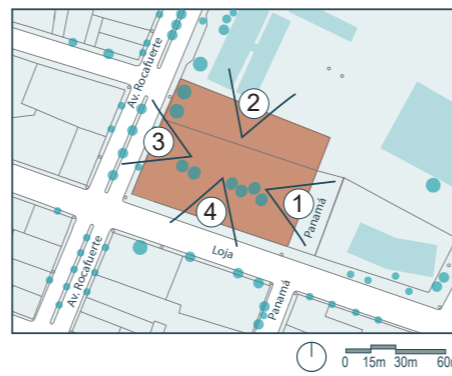 Av. Rocafuerte
2
3
1
4
Panamá
Loja
Av. Rocafuerte
Panamá
0 15m 30m 60m